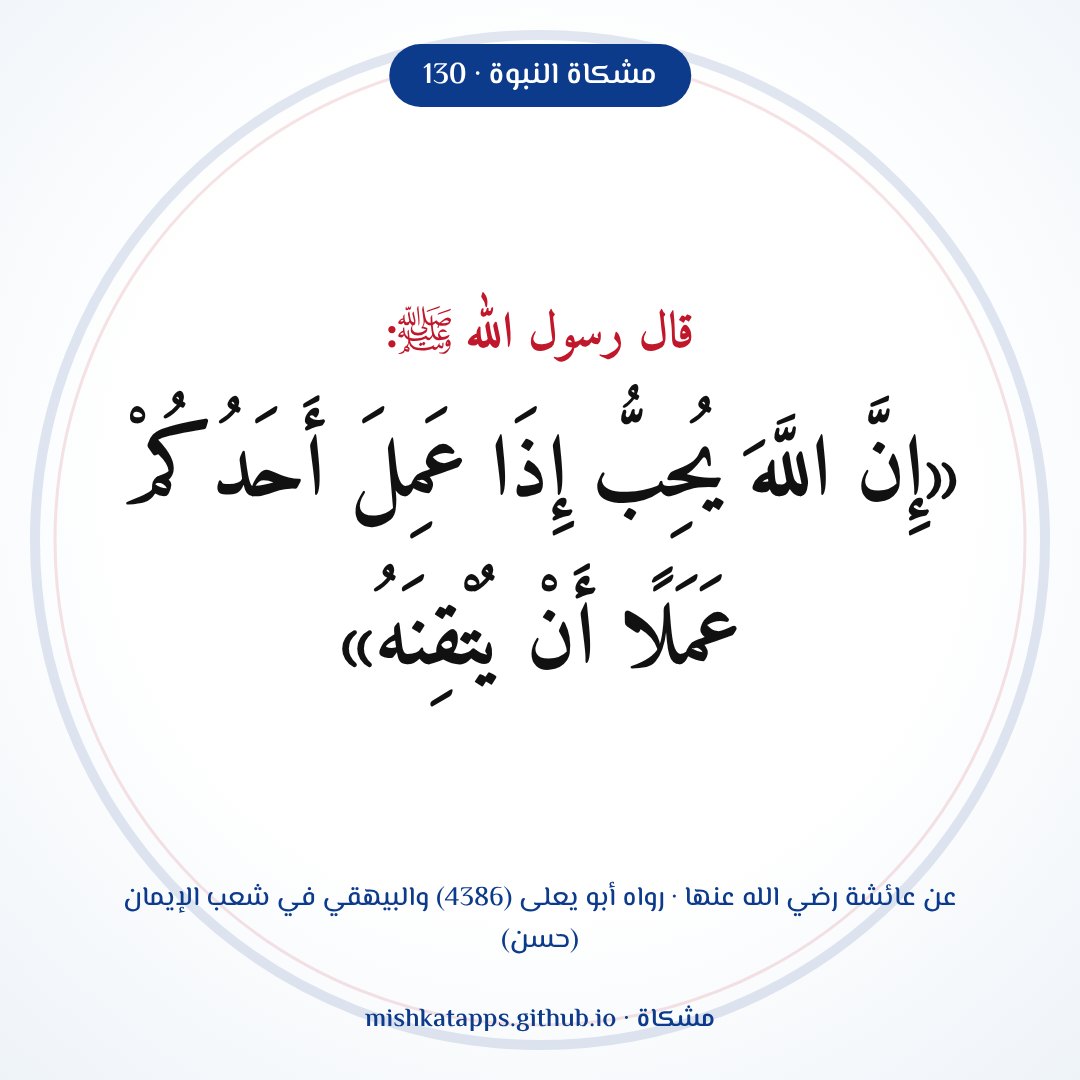 مشكاة النبوة · 130
قال رسول الله ﷺ:
«إِنَّ اللَّهَ يُحِبُّ إِذَا عَمِلَ أَحَدُكُمْ
عَمَلًا أَنْ يُتْقِنَهُ»
عن عائشة رضي الله عنها · رواه أبو يعلى (4386) والبيهقي في شعب الإيمان
(حسن)
مشكاة · mishkatapps.github.io